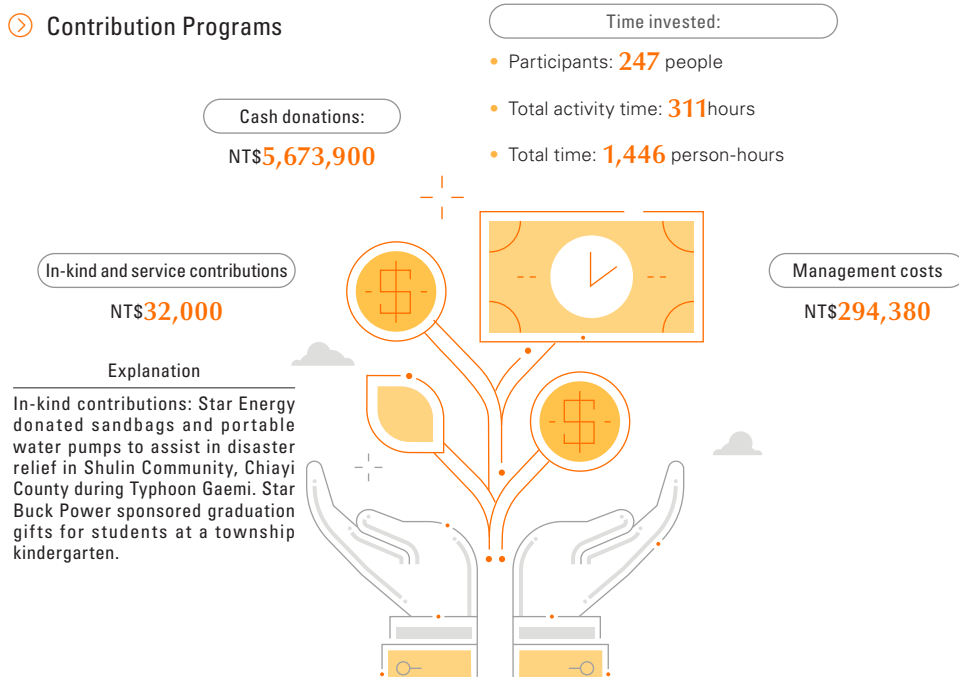 Contribution Programs
Time invested:
• Participants: 247 people
• Total activity time: 311hours
• Total time: 1,446 person-hours
Cash donations:
NT$5,673,900
In-kind and service contributions
NT$32,000
Management costs
NT$294,380
Explanation
In-kind contributions: Star Energy
donated sandbags and portable
water pumps to assist in disaster
relief in Shulin Community, Chiayi
County during Typhoon Gaemi. Star
Buck Power sponsored graduation
gifts for students at a township
kindergarten.
$
$